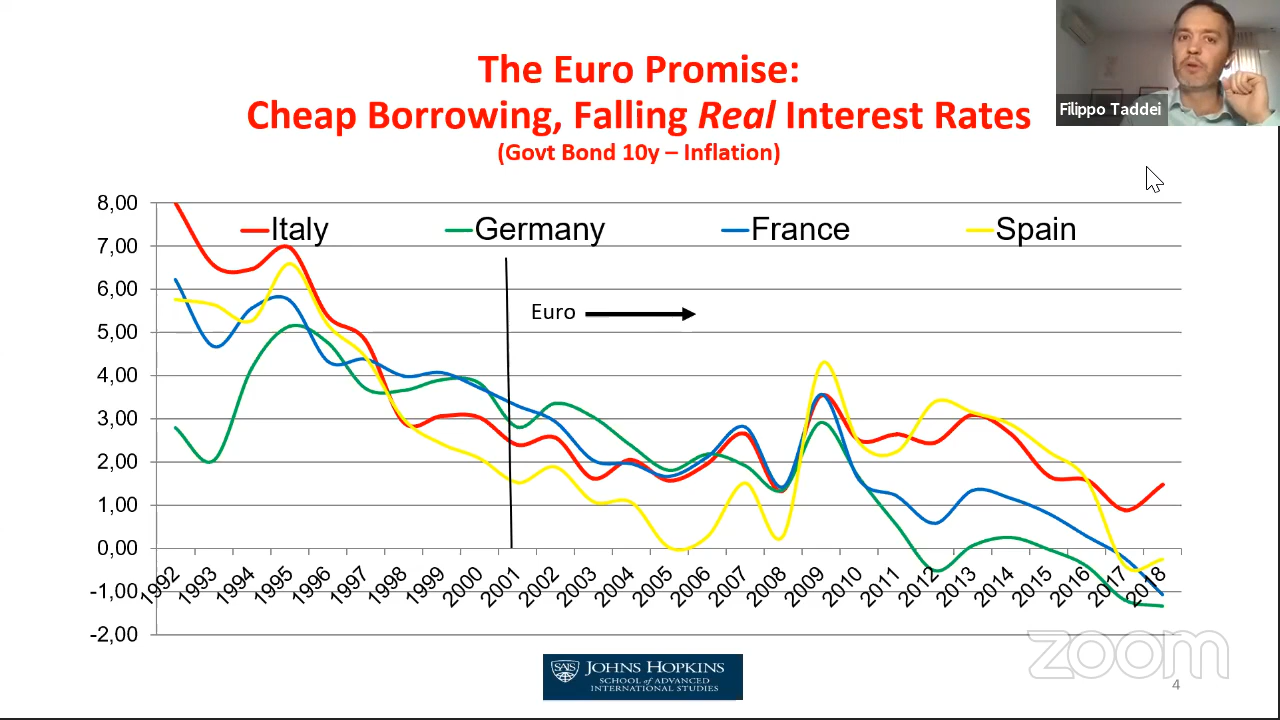 The Euro Promise:
Cheap Borrowing, Falling Real Interest Rates
(Govt Bond 10y – Inflation)
Filippo Taddei
8,00
Italy Germany France Spain
7,00
6,00
Euro
5,00
4,00
3,00
2,00
1,00
0,00
-1,00
-2,00
1992 1993 1994 1995 1996 1997 1998 1999 2000 2001 2002 2003 2004 2005 2006 2007 2008 2009 2010 2011 2012 2013 2014 2015 2016 2017 2018
SAIS
JOHNS HOPKINS
SCHOOL of ADVANCED
INTERNATIONAL STUDIES
zoom
4